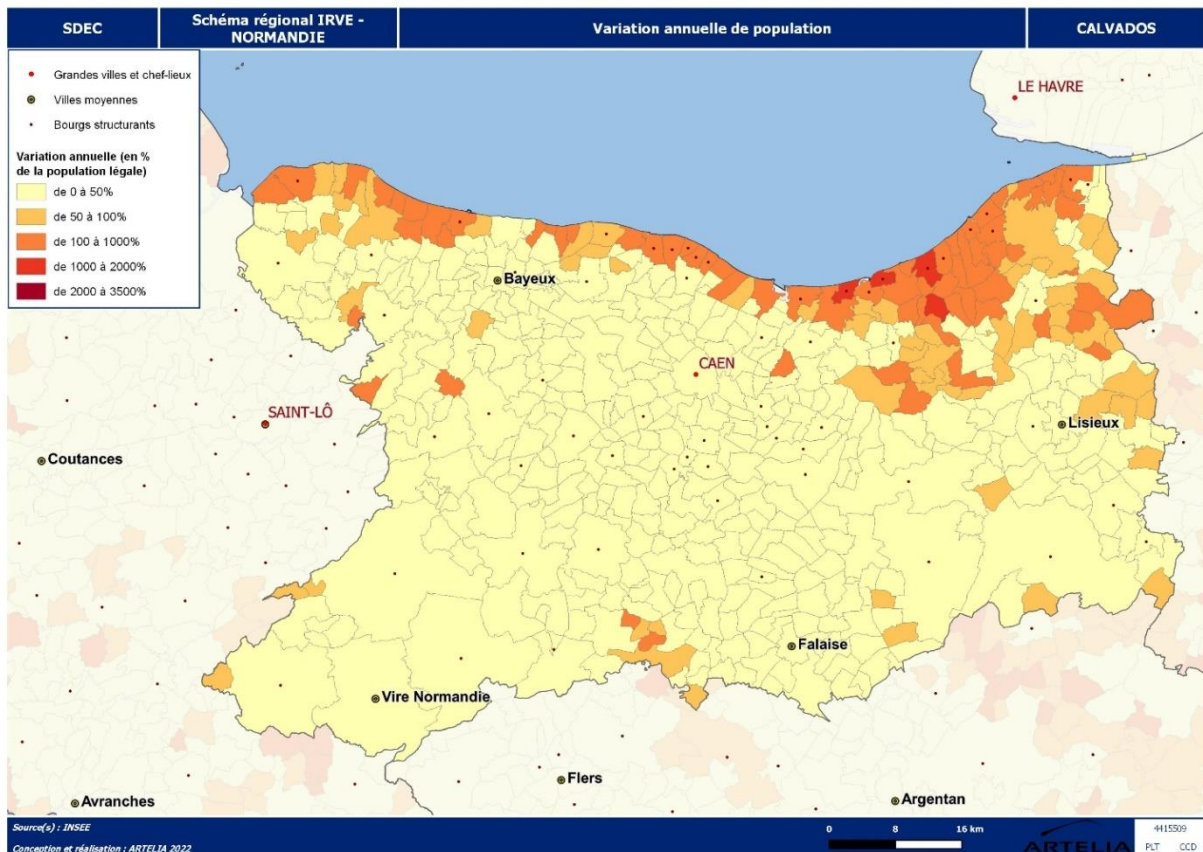 SDEC
Schéma régional IRVE -
NORMANDIE
Variation annuelle de population
CALVADOS
Grandes villes et chef-lieux
Villes moyennes
Bourgs structurants
Variation annuelle (en %
de la population légale)
de 0 à 50%
de 50 à 100%
de 100 à 1000%
de 1000 à 2000%
de 2000 à 3500%
LE HAVRE
Bayeux
CAEN
SAINT-LÔ
Lisieux
Coutances
Falaise
Vire Normandie
Flers
Avranches
Argentan
Source(s) : INSEE
Conception et réalisation : ARTELIA 2022
0 8 16 km
ARTELIA
4415509
PLT CCD